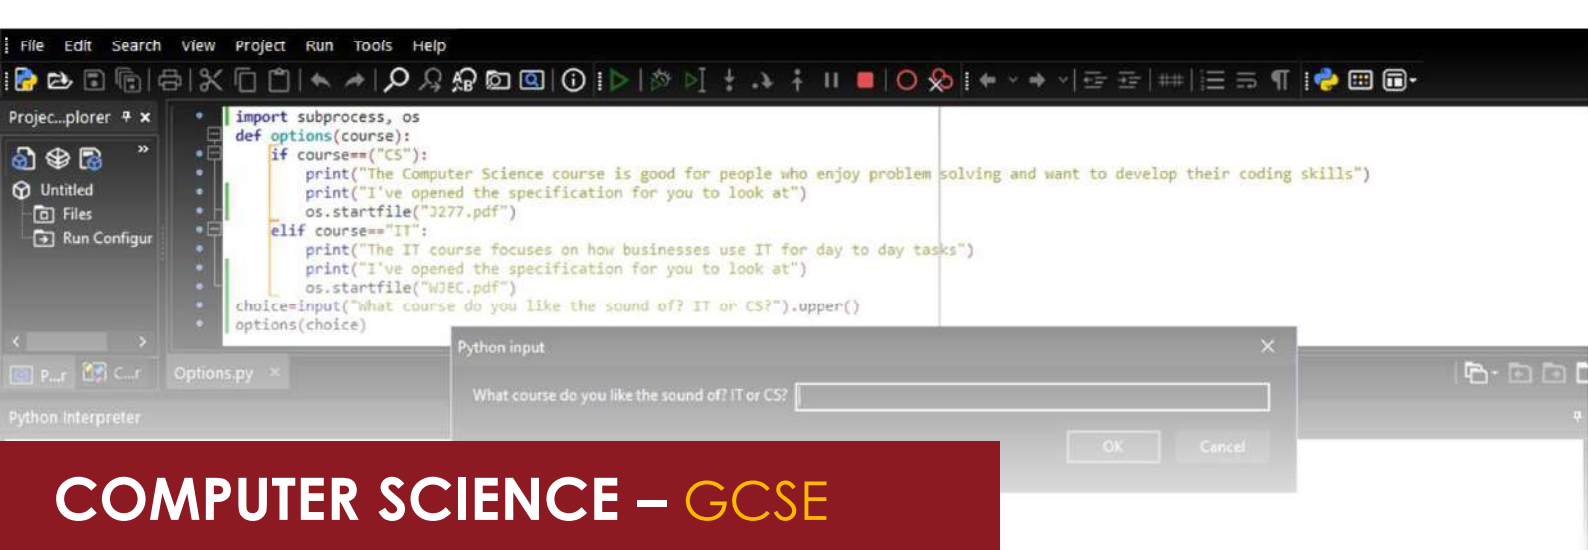 File Edit Search View Project Run Tools Help
Projec...plorer
import subprocess, os
def options(course):
if course==("CS"):
print("The Computer Science course is good for people who enjoy problem solving and want to develop their coding skills")
print("I've opened the specification for you to look at")
os.startfile("J277.pdf")
elif course=="IT":
print("The IT course focuses on how businesses use IT for day to day tasks")
print("I've opened the specification for you to look at")
os.startfile("WJEC.pdf")
choice=input("What course do you like the sound of? IT or CS?").upper()
options(choice)
Untitled
Files
Run Configur
P...r C...r
Options.py
Python Interpreter
Python input
What course do you like the sound of? IT or CS?
OK Cancel
COMPUTER SCIENCE – GCSE